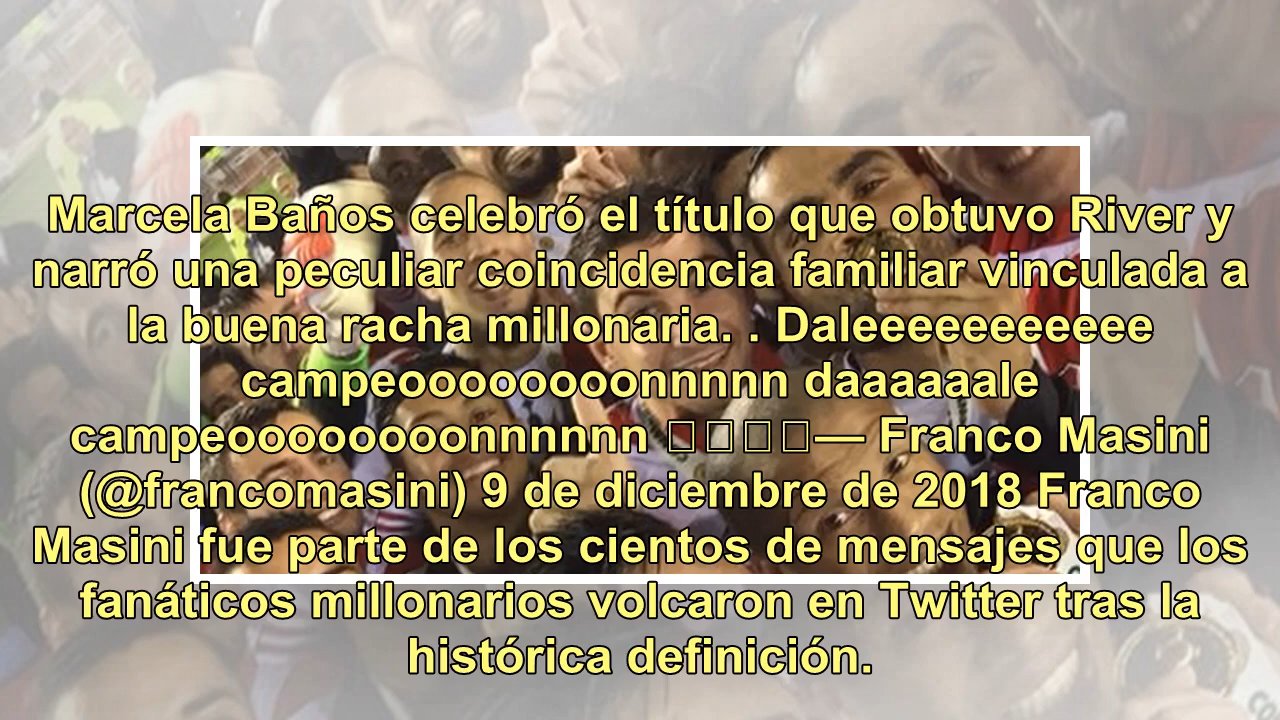 Marcela Baños celebró el título que obtuvo River y
narró una peculiar coincidencia familiar vinculada a
la buena racha millonaria. . Daleeeeeeeeeee
campeooooooooonnnnn daaaaaale
campeooooooooonnnnnn □□□□— Franco Masini
(@francomasini) 9 de diciembre de 2018 Franco
Masini fue parte de los cientos de mensajes que los
fanáticos millonarios volcaron en Twitter tras la
histórica definición.